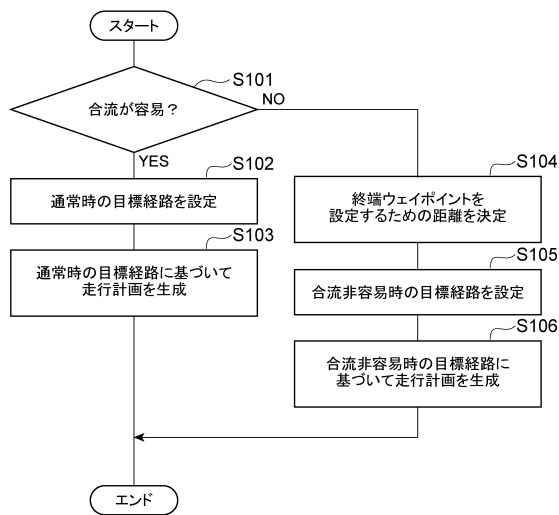 スタート
S101
合流が容易？
NO
YES
S102
通常時の目標経路を設定
S103
通常時の目標経路に基づいて
走行計画を生成
S104
終端ウェイポイントを
設定するための距離を決定
S105
合流非容易時の目標経路を設定
S106
合流非容易時の目標経路に
基づいて走行計画を生成
エンド